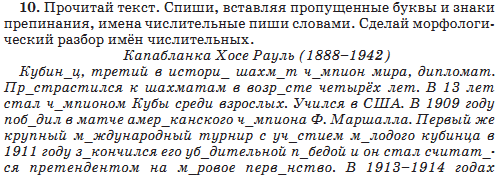 10. Прочитай текст. Спиши, вставляя пропущенные буквы и знаки
препинания, имена числительные пиши словами. Сделай морфологи-
ческий разбор имён числительных.
Капабланка Хосе Рауль (1888–1942)
Кубин_ц, третий в истори_ шахм_т ч_мпион мира, дипломат.
Пр_страстился к шахматам в возр_сте четырёх лет. В 13 лет
стал ч_мпионом Кубы среди взрослых. Учился в США. В 1909 году
поб_дил в матче амер_канского ч_мпиона Ф. Маршалла. Первый же
крупный м_ждународный турнир с уч_стием м_лодого кубинца в
1911 году з_кончился его уб_дительной п_бедой и он стал считат_-
ся претендентом на м_ровое перв_нство. В 1913–1914 годах